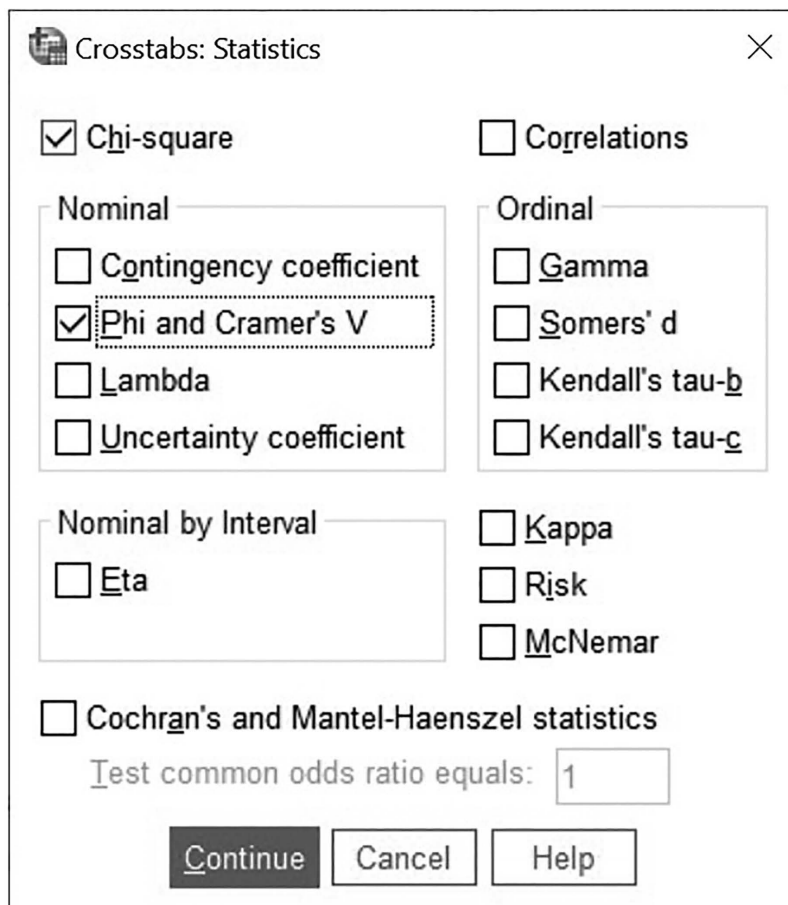 Crosstabs: Statistics
Chi-square
Correlations
Nominal
Contingency coefficient
Phi and Cramer's V
Lambda
Uncertainty coefficient
Ordinal
Gamma
Somers' d
Kendall's tau-b
Kendall's tau-c
Nominal by Interval
Eta
Kappa
Risk
McNemar
Cochran's and Mantel-Haenszel statistics
Test common odds ratio equals: 1
Continue Cancel Help